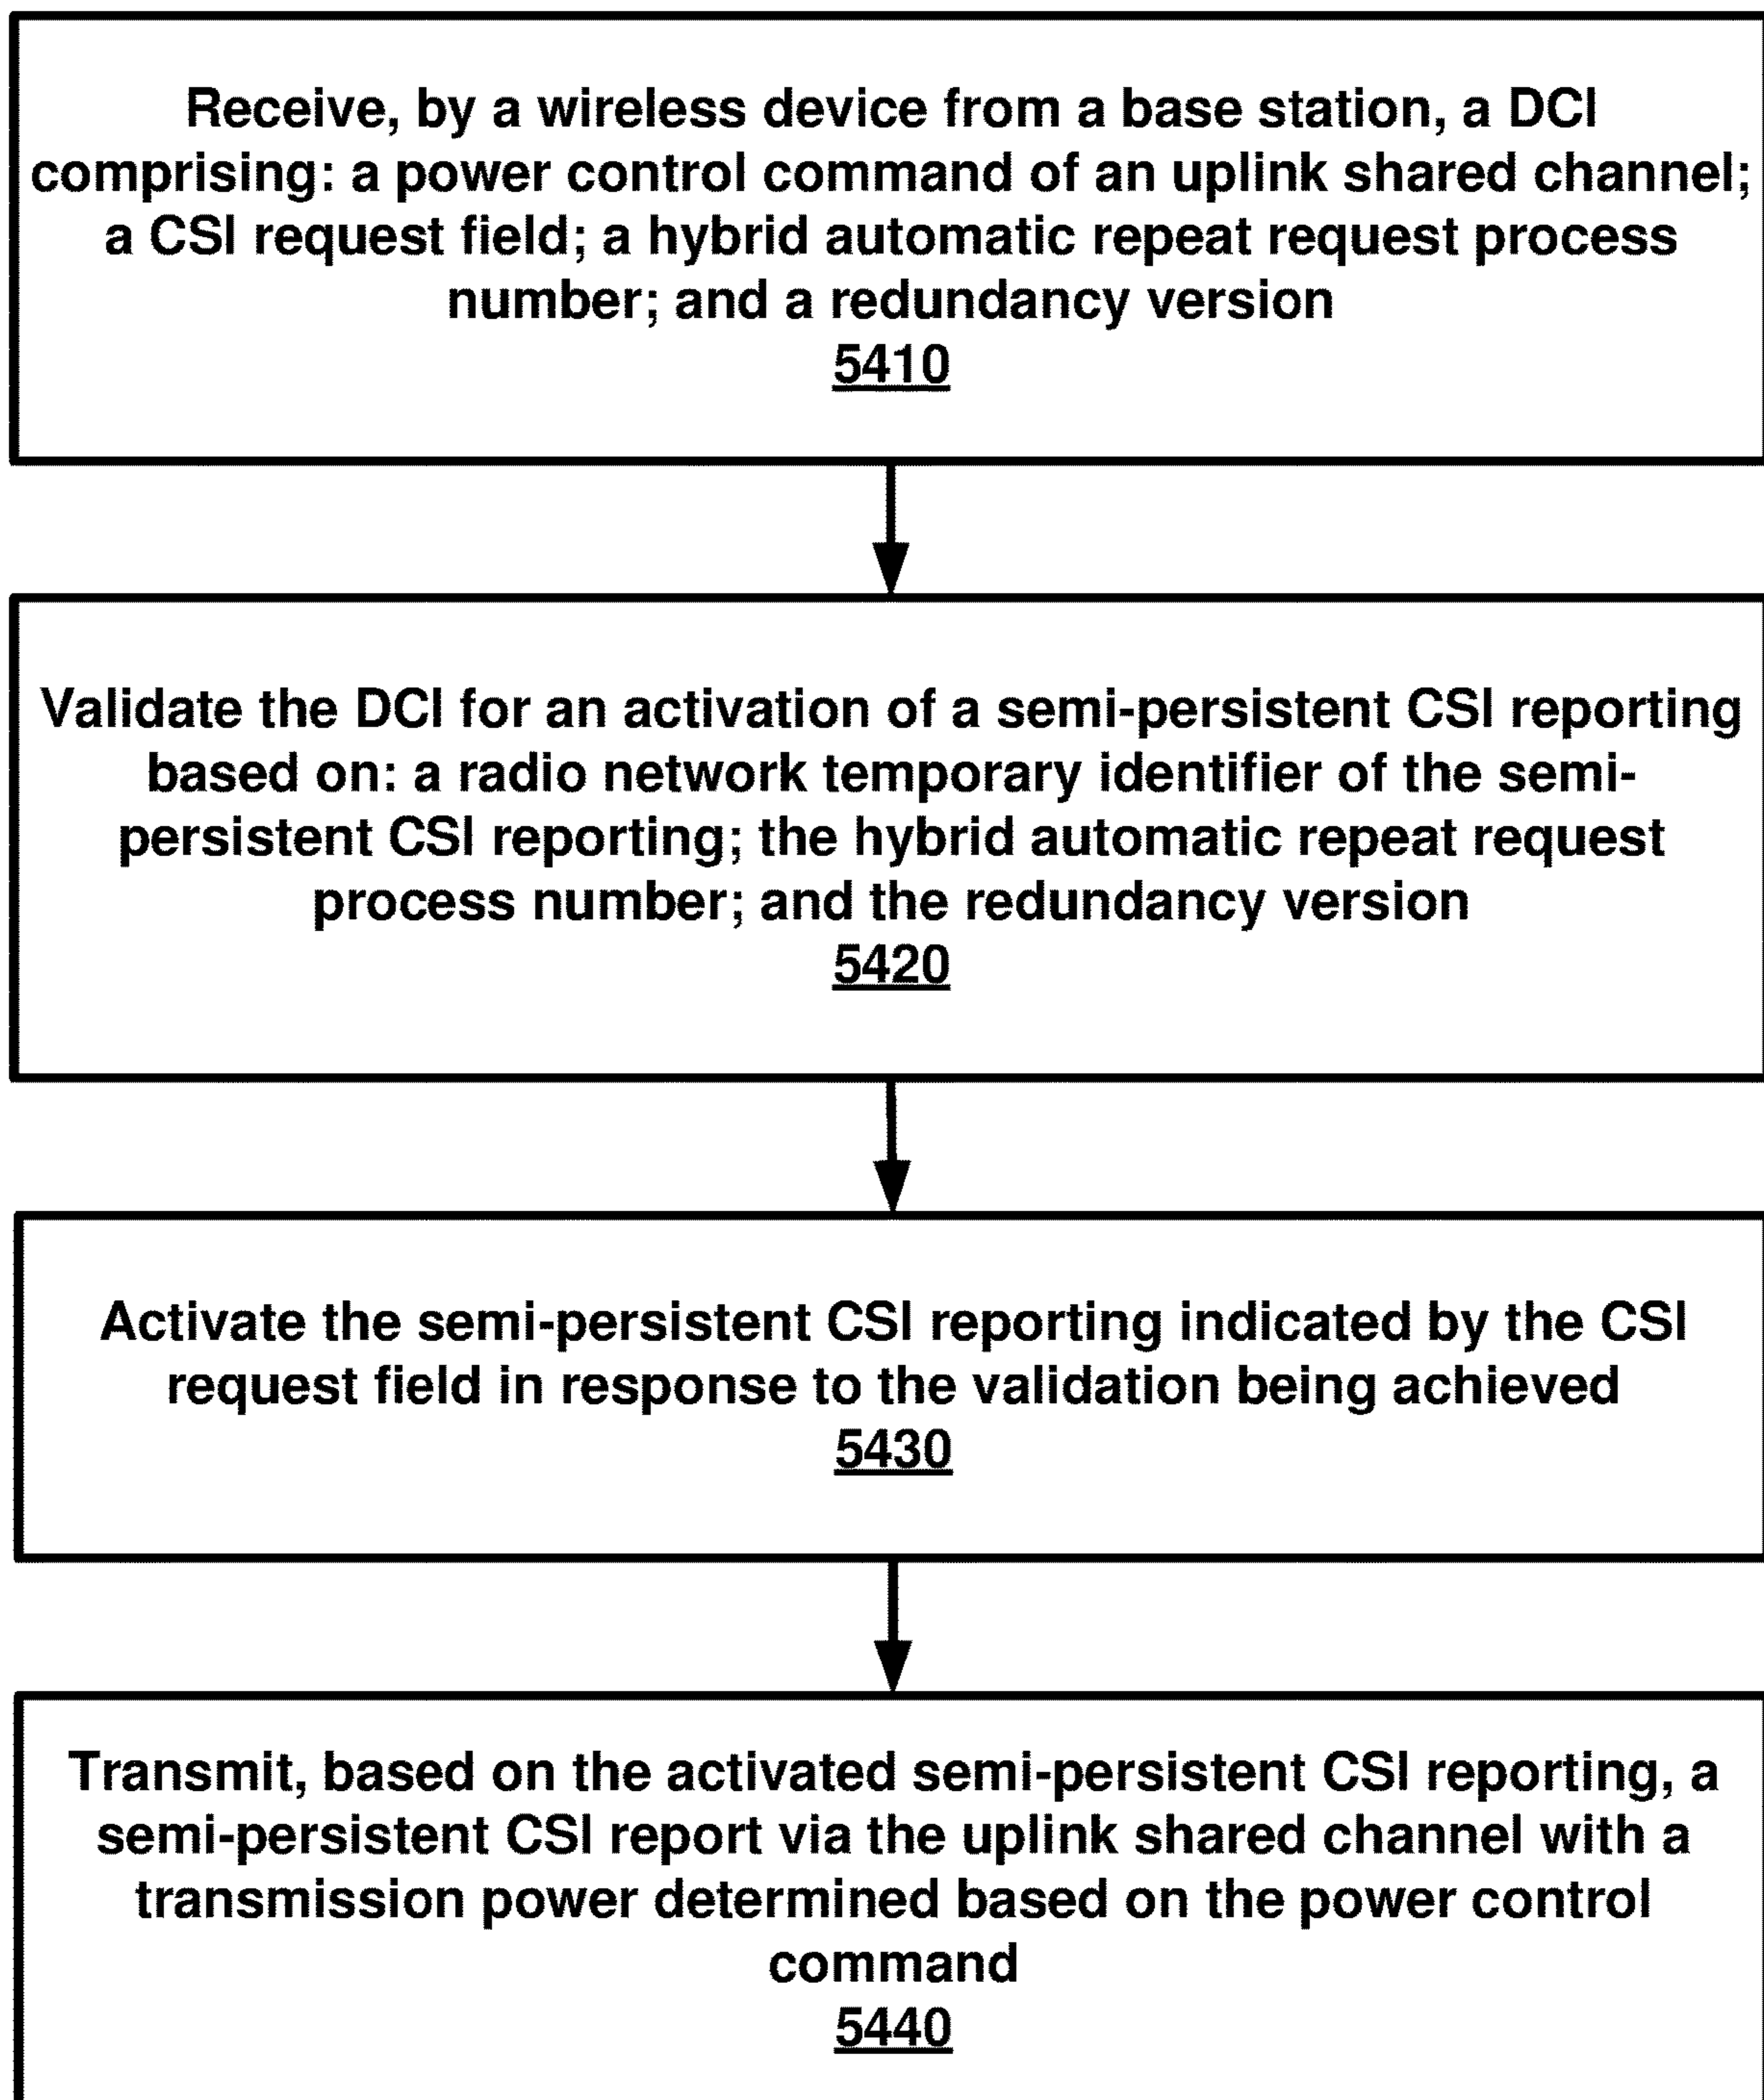 Receive, by a wireless device from a base station, a DCI
comprising: a power control command of an uplink shared channel;
a CSI request field; a hybrid automatic repeat request process
number; and a redundancy version
5410
Validate the DCI for an activation of a semi-persistent CSI reporting
based on: a radio network temporary identifier of the semi-
persistent CSI reporting; the hybrid automatic repeat request
process number; and the redundancy version
5420
Activate the semi-persistent CSI reporting indicated by the CSI
request field in response to the validation being achieved
5430
Transmit, based on the activated semi-persistent CSI reporting, a
semi-persistent CSI report via the uplink shared channel with a
transmission power determined based on the power control
command
5440